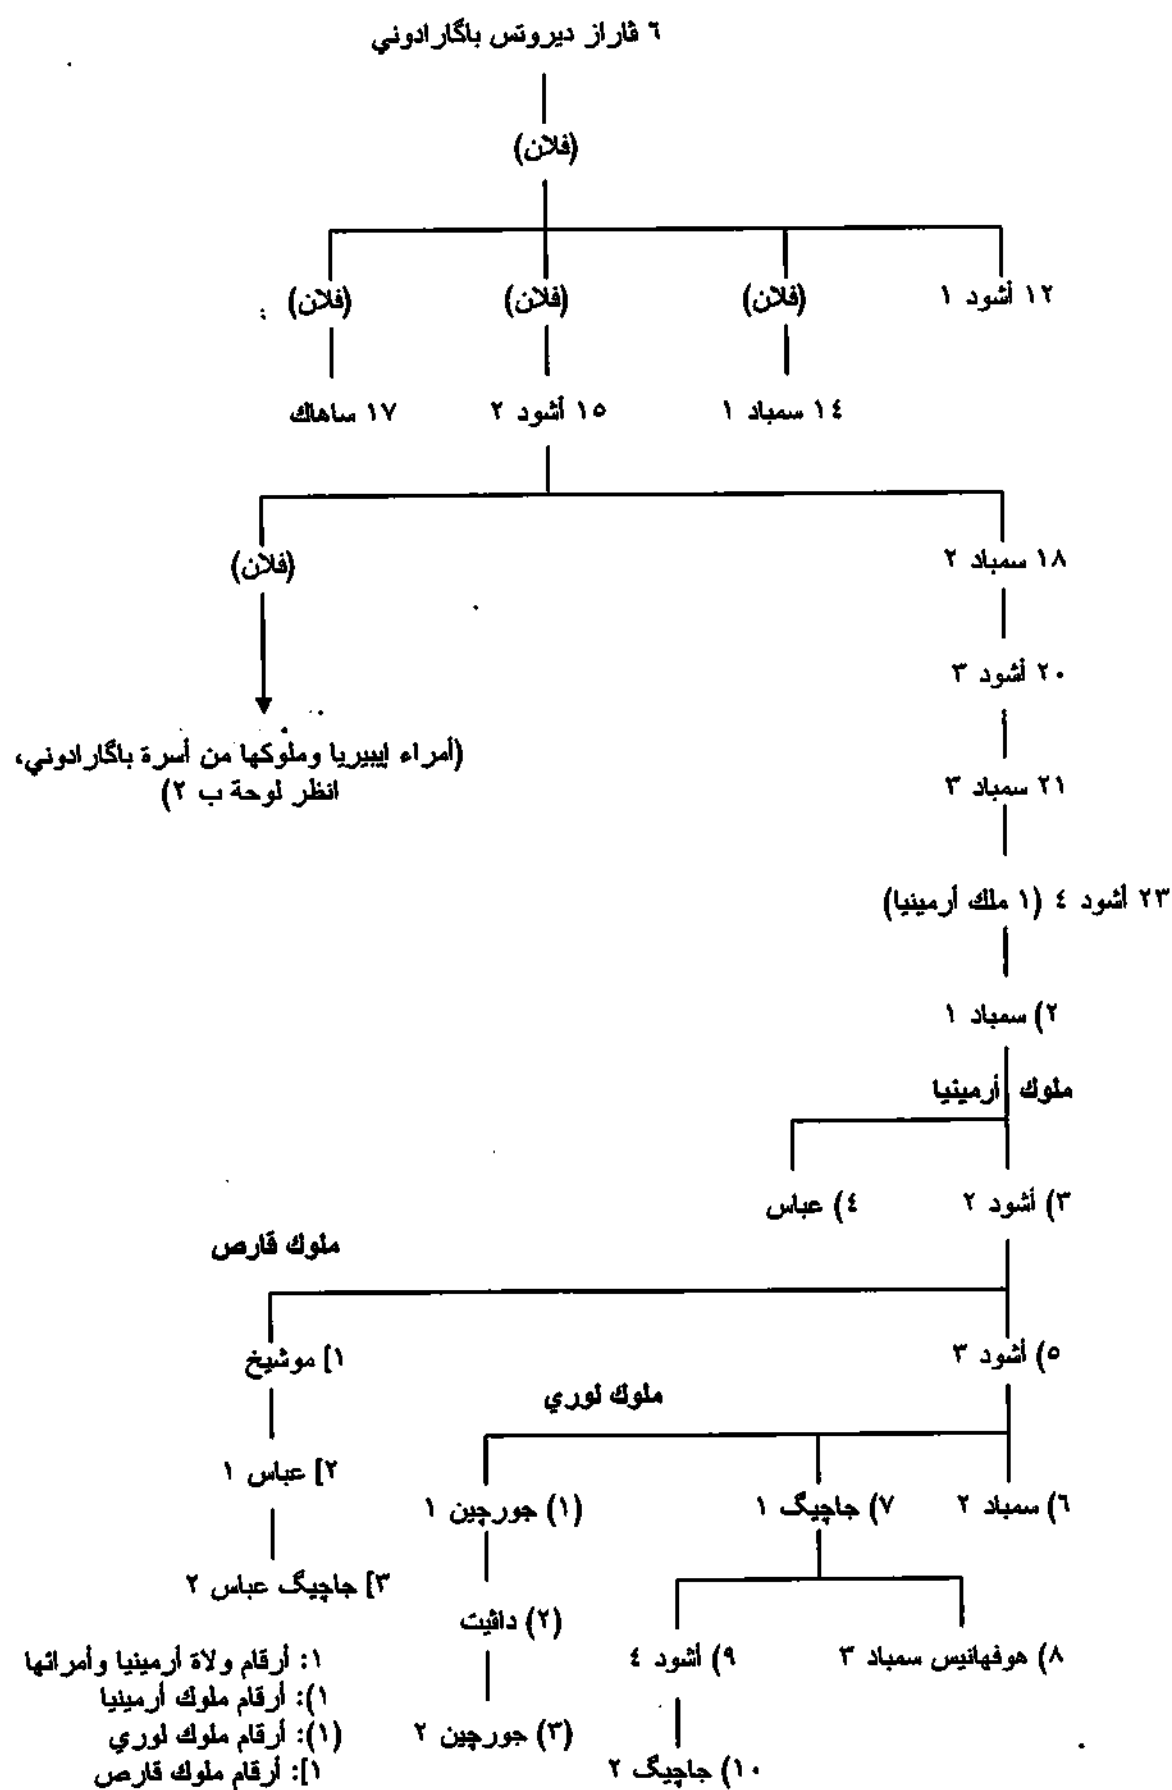 ٦ ڤاراز ديروتس باگارادوني
(فلان)
١٢ أشود ١
(فلان)
(فلان)
(فلان)
١٤ سمباد ١
١٥ أشود ٢
١٧ ساهاك
١٨ سمباد ٢
(فلان)
٢٠ أشود ٣
(أمراء إيبيريا وملوكها من أسرة باگارادوني،
انظر لوحة ب ٢)
٢١ سمباد ٣
٢٣ أشود ٤ (١ ملك أرمينيا)
٢) سمباد ١
ملوك أرمينيا
٣) أشود ٢
٤) عباس
ملوك قارص
٥) أشود ٣
١] موشيخ
ملوك لوري
٢] عباس ١
٦) سمباد ٢
٧) جاچيگ ١
(١) جورچين ١
٣] جاچيگ عباس ٢
(٢) داڤيت
٨) هوفهانيس سمباد ٣
٩) أشود ٤
(٣) جورچين ٢
١٠) جاچيگ ٢
١: أرقام ولاة أرمينيا وأمرائها
١): أرقام ملوك أرمينيا
(١): أرقام ملوك لوري
١]: أرقام ملوك قارص